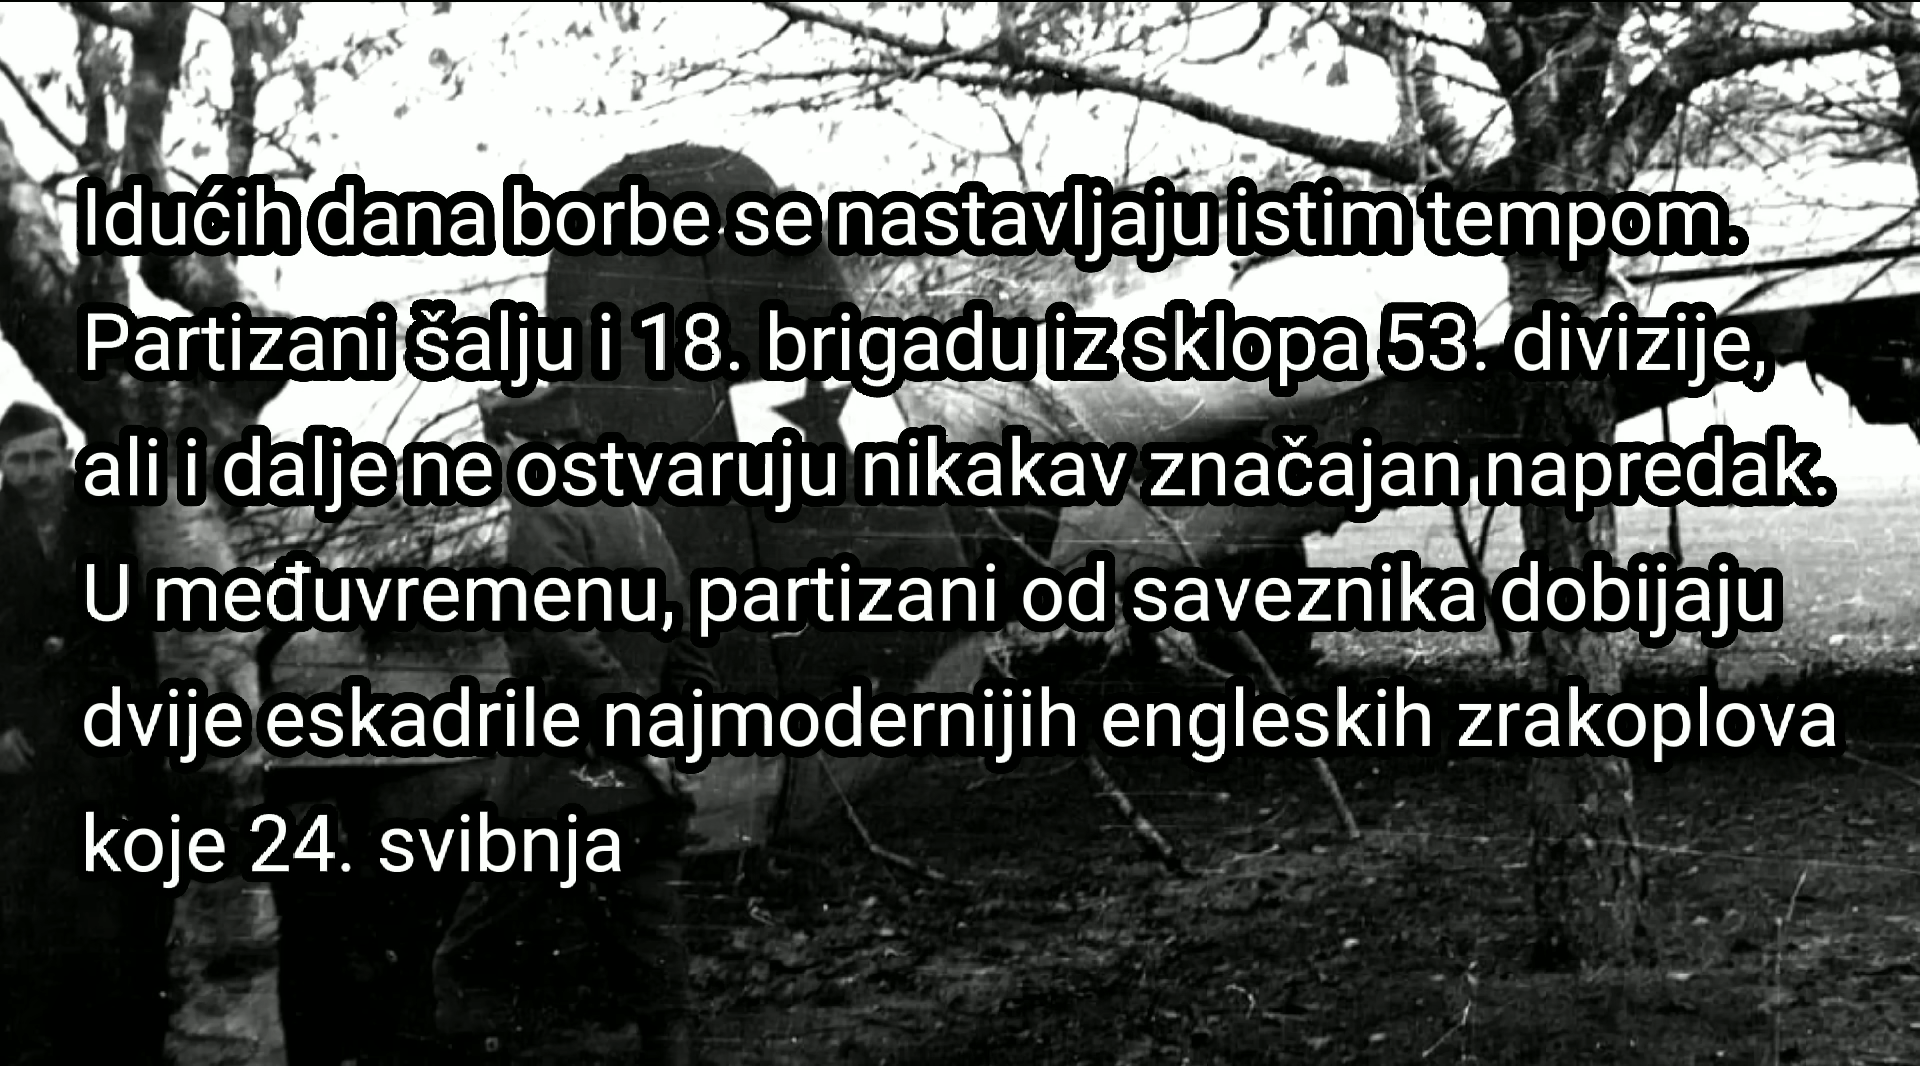 Idućih dana borbe se nastavljaju istim tempom.
Partizani šalju i 18. brigadu iz sklopa 53. divizije,
ali i dalje ne ostvaruju nikakav značajan napredak.
U međuvremenu, partizani od saveznika dobijaju
dvije eskadrile najmodernijih engleskih zrakoplova
koje 24. svibnja